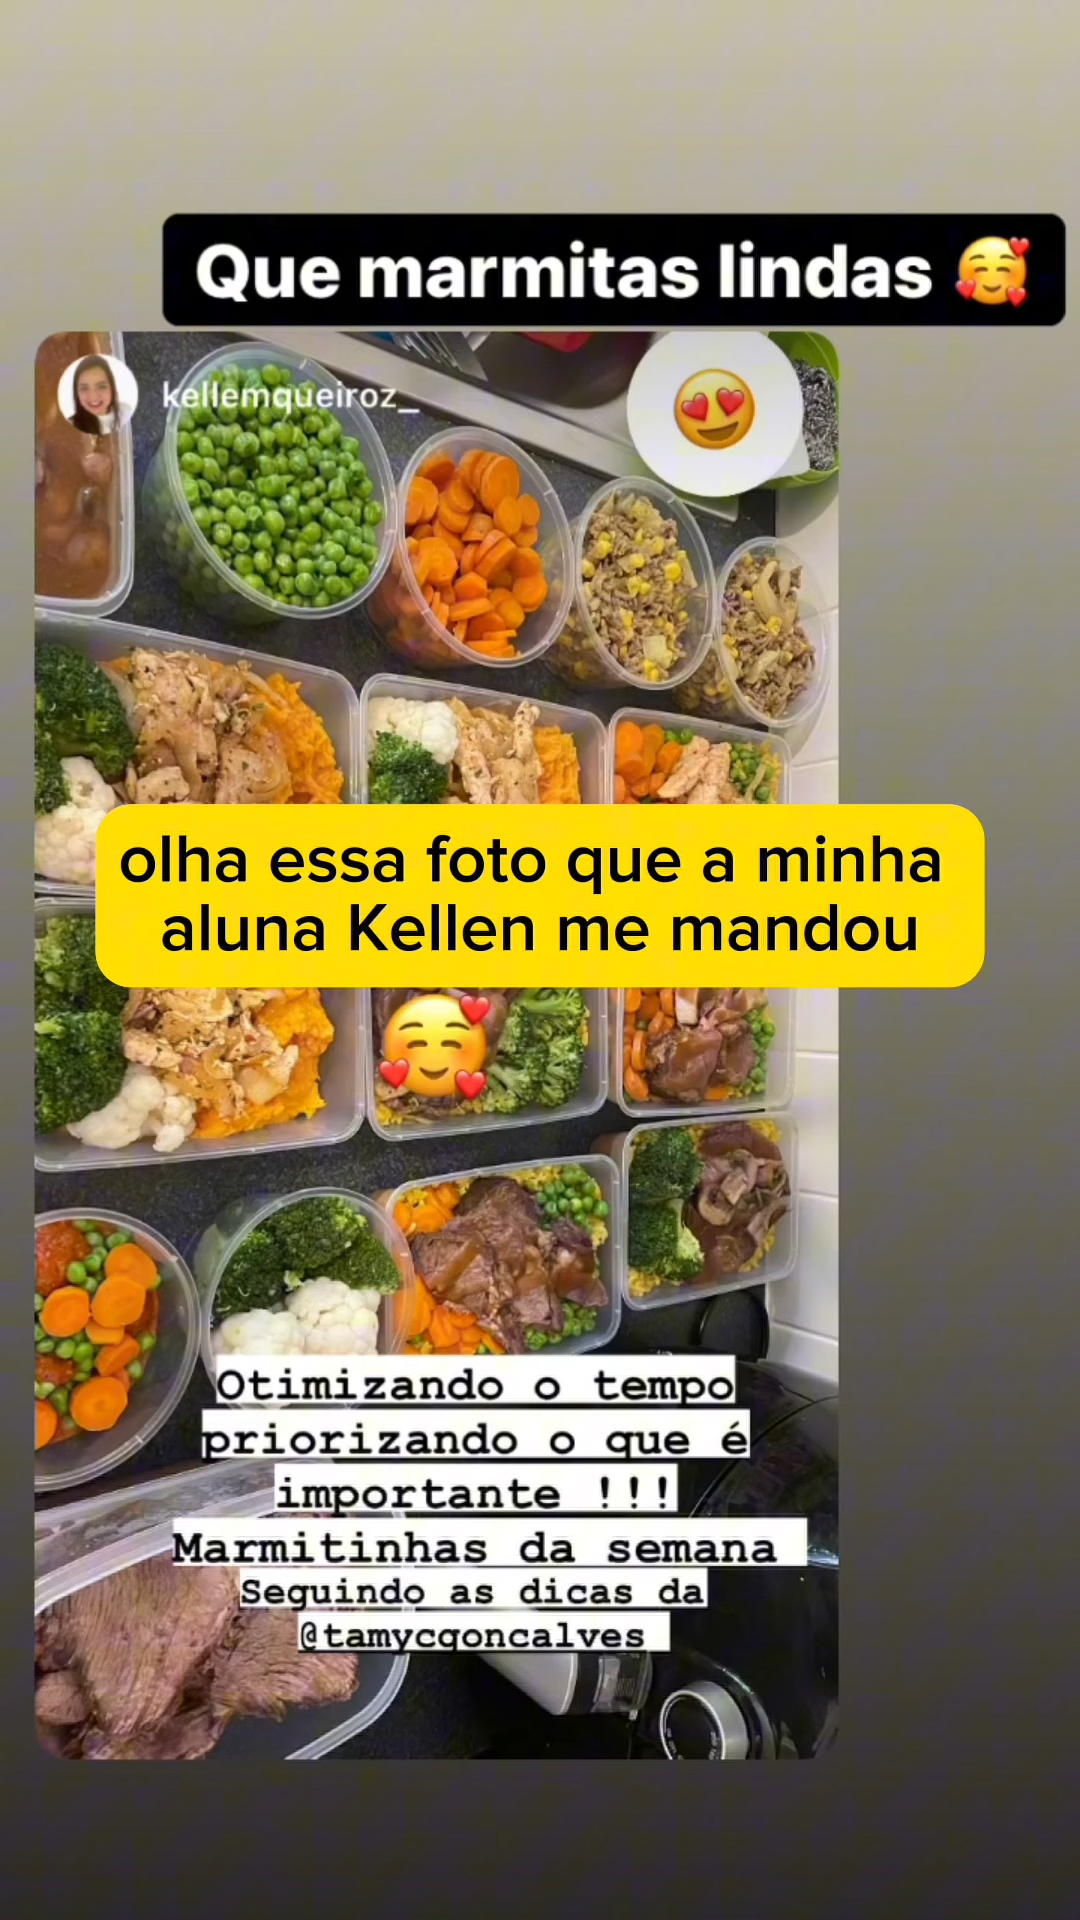 Que marmitas lindas 🥰
kellemqueiroz_
olha essa foto que a minha
aluna Kellen me mandou
Otimizando o tempo
priorizando o que é
importante !!!
Marmitinhas da semana
Seguindo as dicas da
@tamycgoncalves